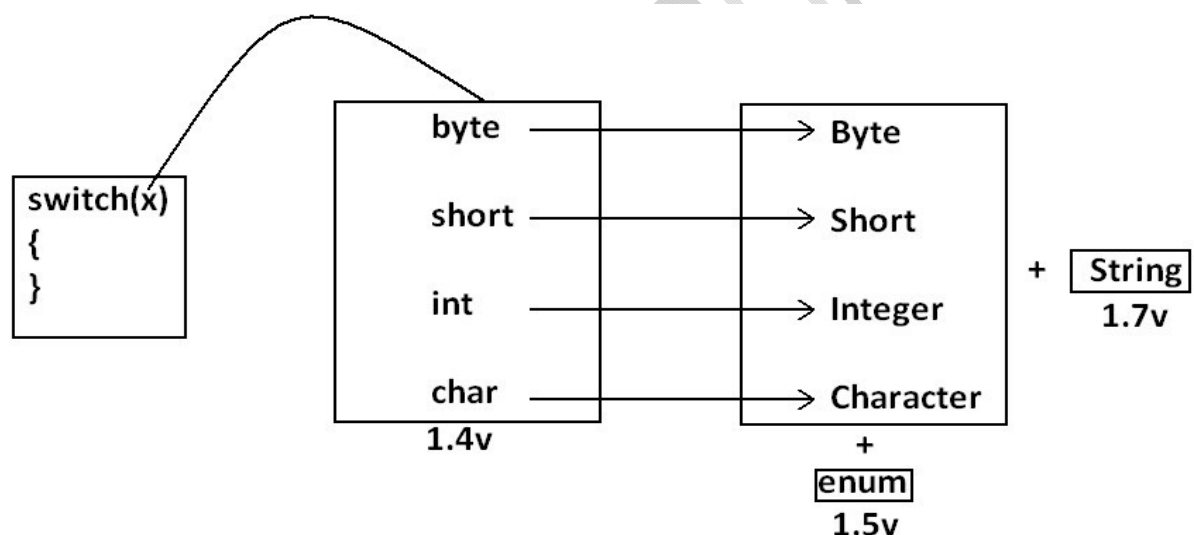 switch(x)
{
}
byte
short
int
char
1.4v
Byte
Short
Integer
Character
+
enum
1.5v
+
String
1.7v